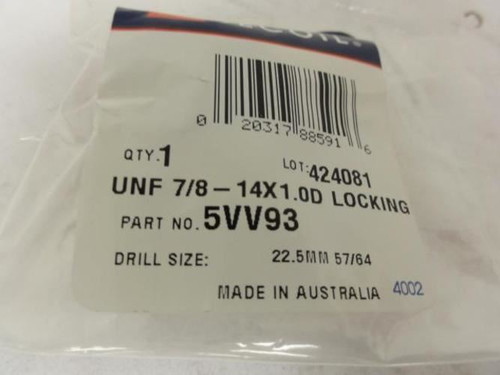 0 20317 88591 6
QTY. 1 LOT: 424081
UNF 7/8 – 14X1.0D LOCKING
PART NO. 5VV93
DRILL SIZE: 22.5MM 57/64
MADE IN AUSTRALIA 4002